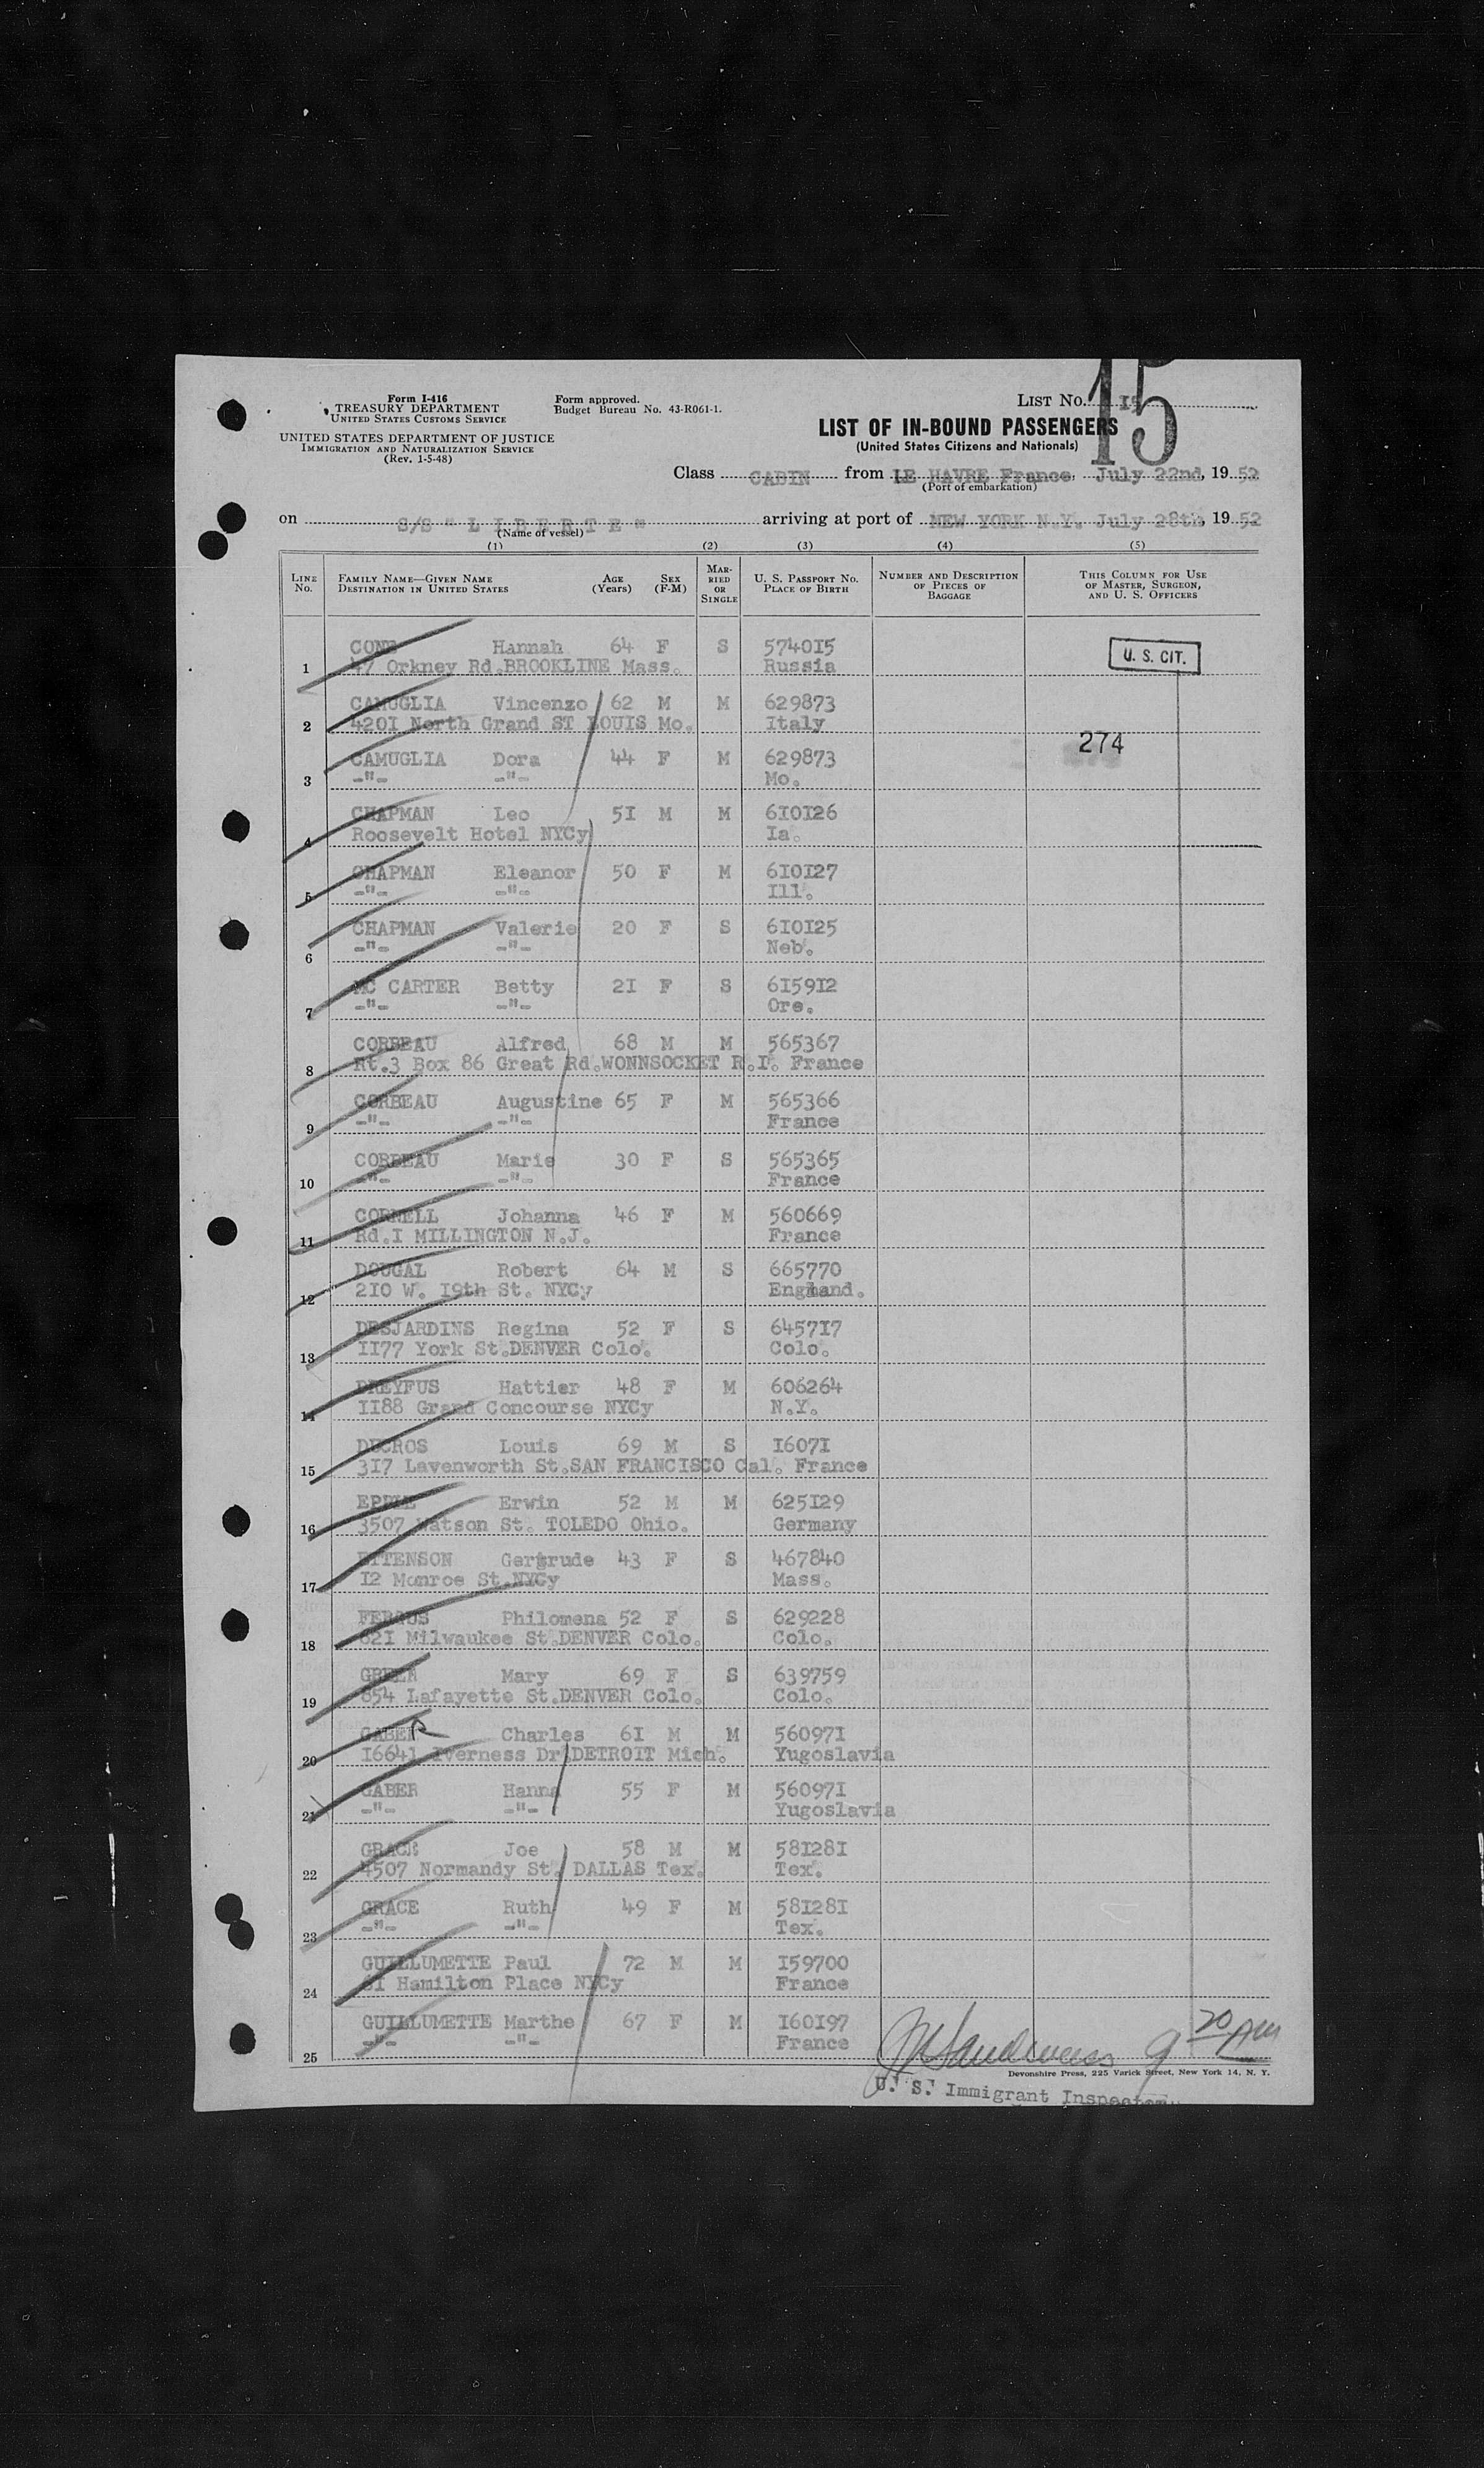 Form I-416
TREASURY DEPARTMENT
UNITED STATES CUSTOMS SERVICE
UNITED STATES DEPARTMENT OF JUSTICE
IMMIGRATION AND NATURALIZATION SERVICE
(Rev. 1-5-48)
Form approved.
Budget Bureau No. 43-R061-1.
LIST No. 15
15
LIST OF IN-BOUND PASSENGERS
(United States Citizens and Nationals)
Class CABIN from LE HAVRE France, July 22nd, 1952
(Port of embarkation)
on S/S " L I B E R T E " arriving at port of NEW YORK N.Y. July 28th, 1952
(Name of vessel)
(1) (2) (3) (4) (5)
LINE No. FAMILY NAME—GIVEN NAME DESTINATION IN UNITED STATES AGE (Years) SEX (F-M) MARRIED OR SINGLE U. S. PASSPORT No. PLACE OF BIRTH NUMBER AND DESCRIPTION OF PIECES OF BAGGAGE THIS COLUMN FOR USE OF MASTER, SURGEON, AND U. S. OFFICERS
CONE Hannah 64 F S 574015
1 47 Orkney Rd.BROOKLINE Mass. Russia
U. S. CIT.
CAMUGLIA Vincenzo 62 M M 629873
2 4201 North Grand ST LOUIS Mo. Italy
274
CAMUGLIA Dora 44 F M 629873
3 -"- -"- Mo.
CHAPMAN Leo 51 M M 610126
4 Roosevelt Hotel NYCy Ia.
CHAPMAN Eleanor 50 F M 610127
5 -"- -"- Ill.
CHAPMAN Valerie 20 F S 610125
6 -"- -"- Neb.
MC CARTER Betty 21 F S 615912
7 -"- -"- Ore.
CORBEAU Alfred 68 M M 565367
8 Rt.3 Box 86 Great Rd.WONNSOCKET R.I. France
CORBEAU Augustine 65 F M 565366
9 -"- -"- France
CORBEAU Marie 30 F S 565365
10 -"- -"- France
CORNELL Johanna 46 F M 560669
11 Rd.I MILLINGTON N.J. France
DOUGAL Robert 64 M S 665770
12 210 W. 19th St. NYCy England.
DESJARDINS Regina 52 F S 645717
13 1177 York St.DENVER Colo. Colo.
DREYFUS Hattier 48 F M 606264
14 1188 Grand Concourse NYCy N.Y.
DUCROS Louis 69 M S 16071
15 317 Lavenworth St.SAN FRANCISCO Cal. France
EPPLE Erwin 52 M M 625129
16 3507 Watson St. TOLEDO Ohio. Germany
ETTENSON Gertrude 43 F S 467840
17 12 Monroe St.NYCy Mass.
FERGUS Philomena 52 F S 629228
18 621 Milwaukee St.DENVER Colo. Colo.
GREER Mary 69 F S 639759
19 654 Lafayette St.DENVER Colo. Colo.
GABER Charles 61 M M 560971
20 16641 Iverness Dr.DETROIT Mich. Yugoslavia
GABER Hanna 55 F M 560971
21 -"- -"- Yugoslavia
GRACE Joe 58 M M 581281
22 4507 Normandy St. DALLAS Tex. Tex.
GRACE Ruth 49 F M 581281
23 -"- -"- Tex.
GUILLUMETTE Paul 72 M M 159700
24 61 Hamilton Place NYCy France
GUILLUMETTE Marthe 67 F M 160197
25 -"- -"- France
9 20 AM
Devonshire Press, 225 Varick Street, New York 14, N. Y.
U. S. Immigrant Inspector